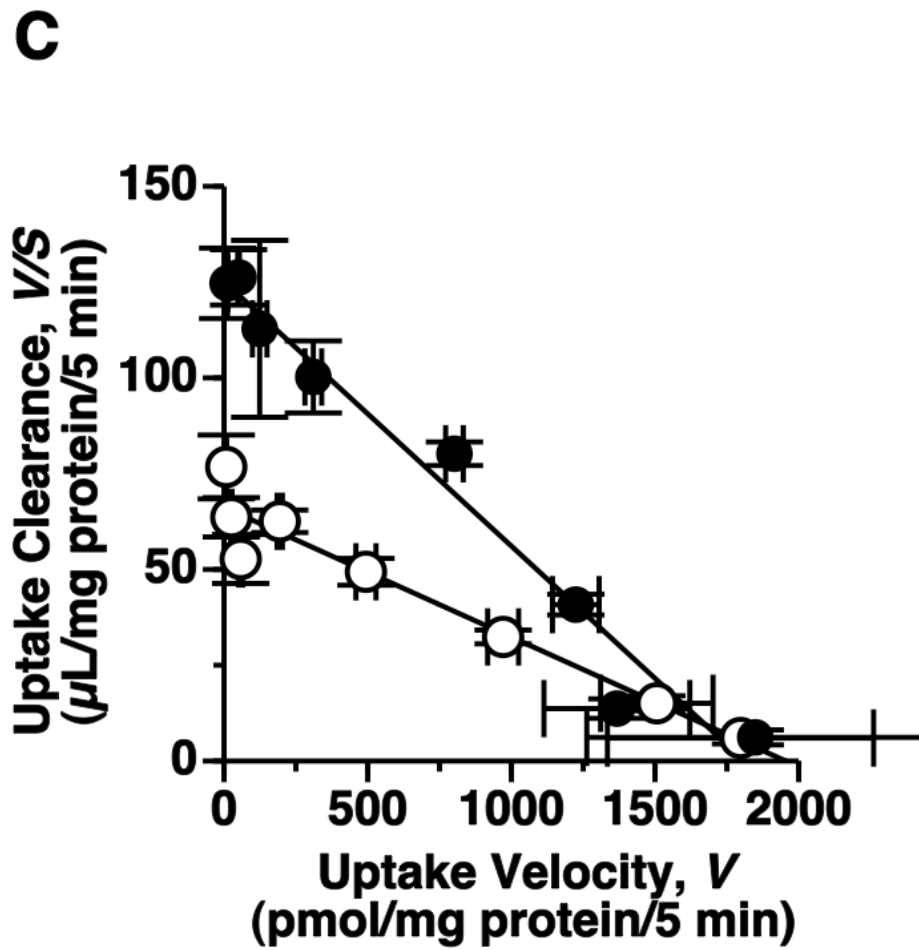 C
150
100
50
0
Uptake Clearance, V/S
(μL/mg protein/5 min)
0 500 1000 1500 2000
Uptake Velocity, V
(pmol/mg protein/5 min)